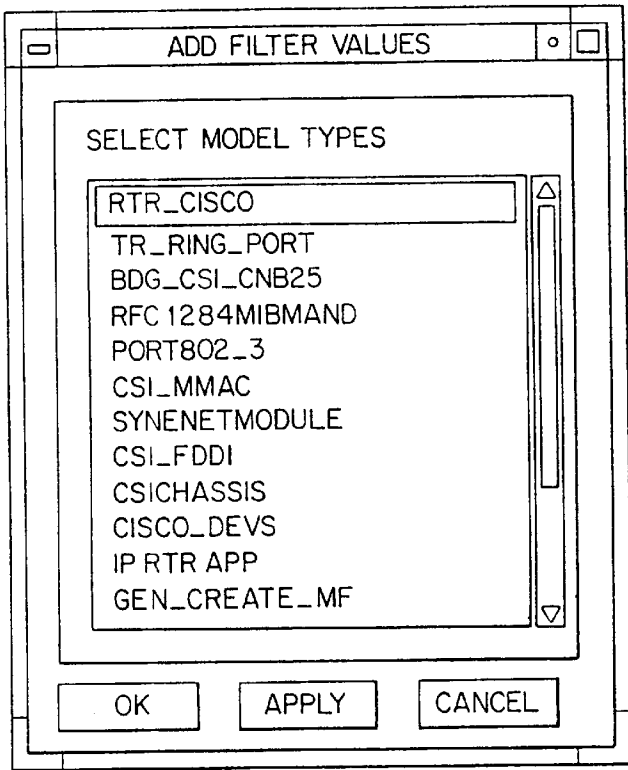 ADD FILTER VALUES
SELECT MODEL TYPES
RTR_CISCO
TR_RING_PORT
BDG_CSI_CNB25
RFC 1284MIBMAND
PORT802_3
CSI_MMAC
SYNENETMODULE
CSI_FDDI
CSICHASSIS
CISCO_DEVS
IP RTR APP
GEN_CREATE_MF
OK APPLY CANCEL